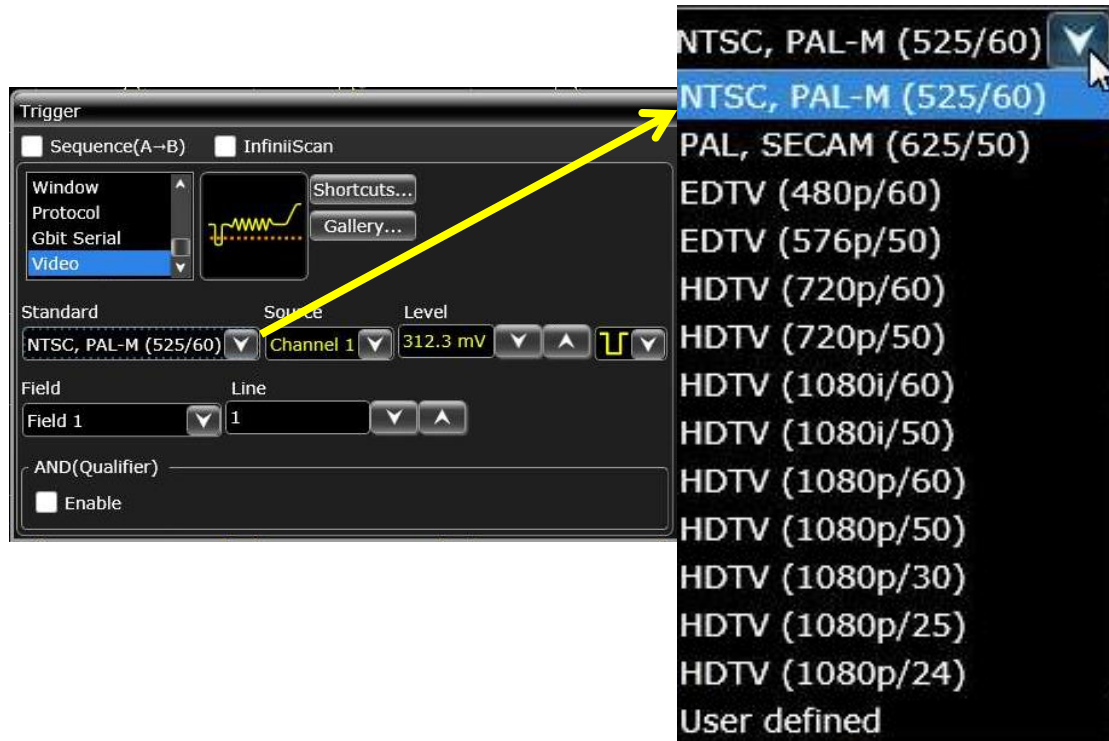 Trigger
Sequence(A→B) InfiniiScan
Window
Protocol
Gbit Serial
Video
Shortcuts...
Gallery...
Standard Source Level
NTSC, PAL-M (525/60) Channel 1 312.3 mV
Field Line
Field 1 1
AND(Qualifier)
Enable
NTSC, PAL-M (525/60)
NTSC, PAL-M (525/60)
PAL, SECAM (625/50)
EDTV (480p/60)
EDTV (576p/50)
HDTV (720p/60)
HDTV (720p/50)
HDTV (1080i/60)
HDTV (1080i/50)
HDTV (1080p/60)
HDTV (1080p/50)
HDTV (1080p/30)
HDTV (1080p/25)
HDTV (1080p/24)
User defined